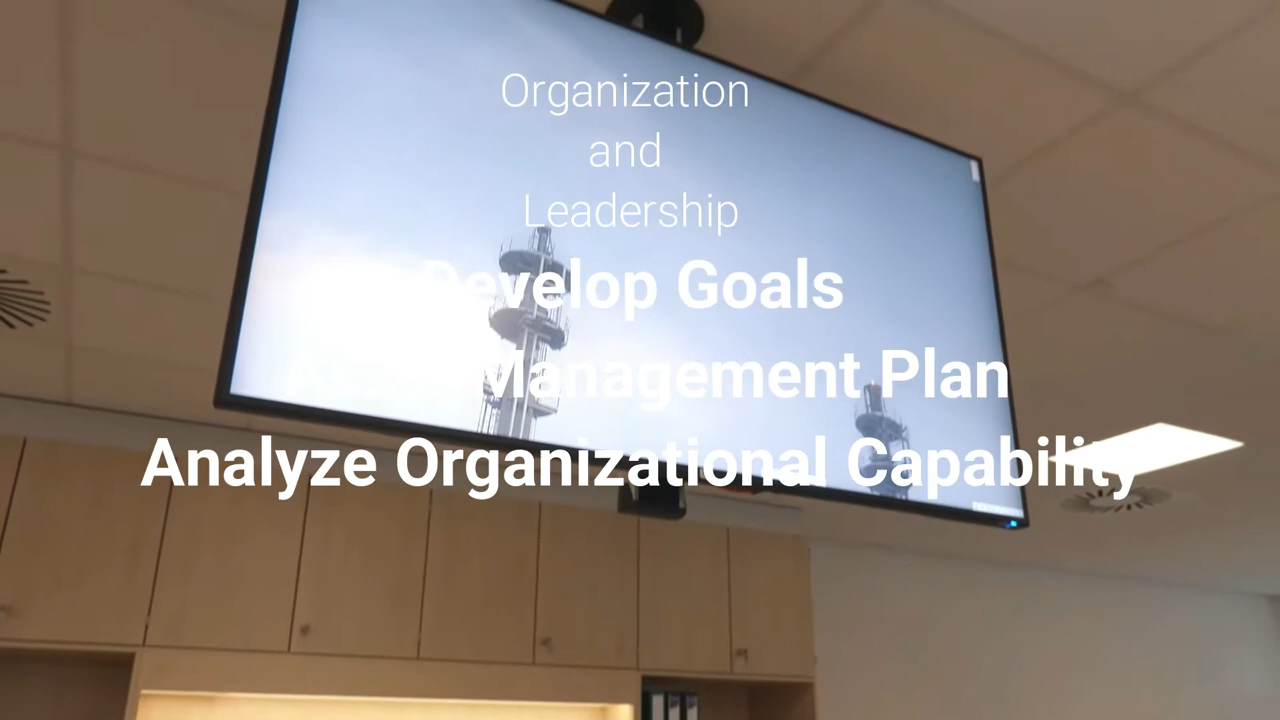 Organization
and
Leadership
Develop Goals
Management Plan
Analyze Organizational Capability